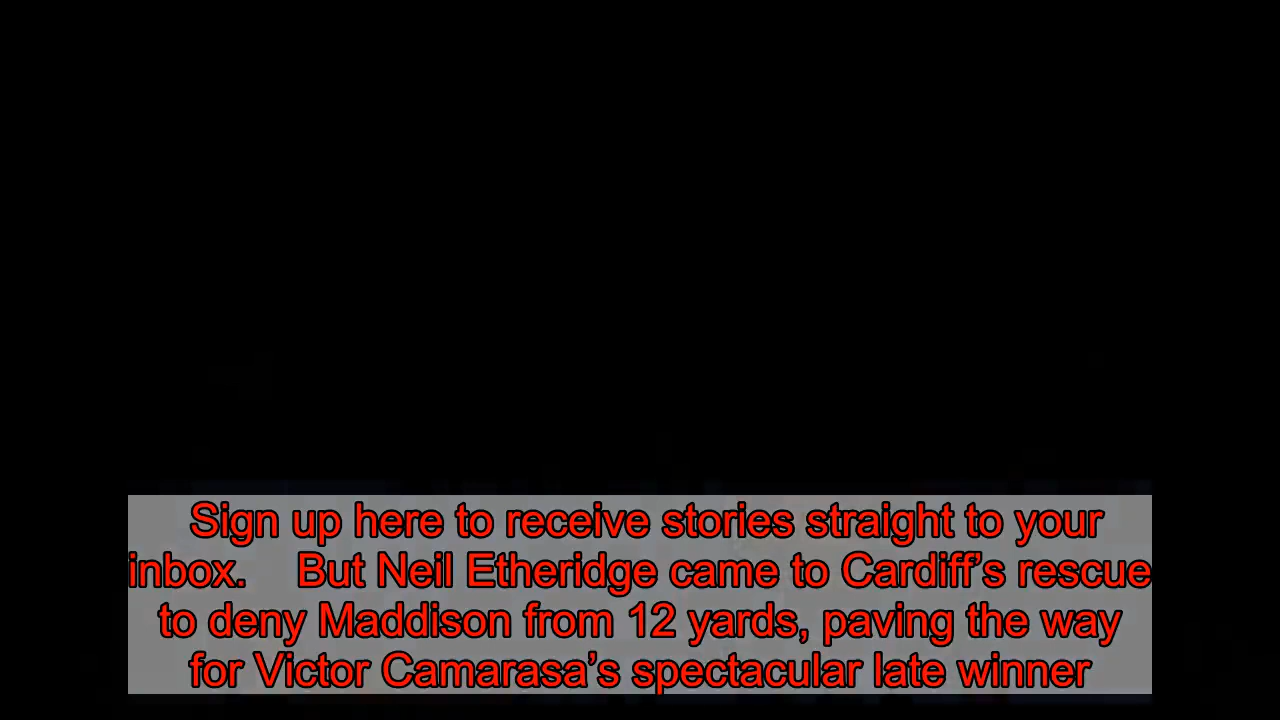 Sign up here to receive stories straight to your
inbox.    But Neil Etheridge came to Cardiff’s rescue
to deny Maddison from 12 yards, paving the way
for Victor Camarasa’s spectacular late winner